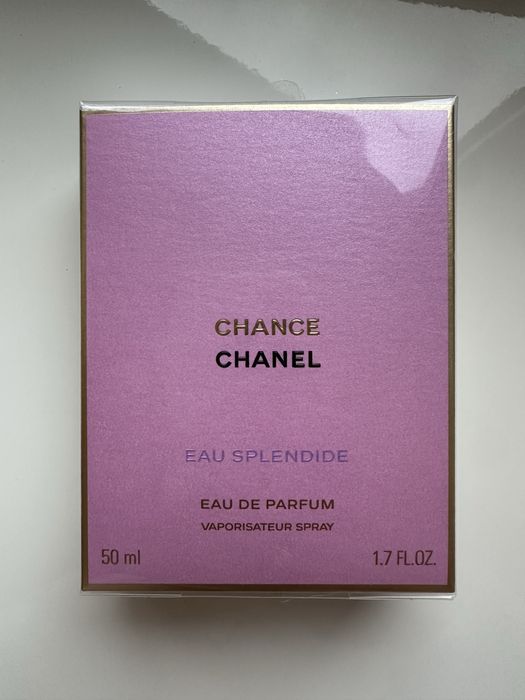 CHANCE
CHANEL
EAU SPLENDIDE
EAU DE PARFUM
VAPORISATEUR SPRAY
50 ml 1.7 FL.OZ.